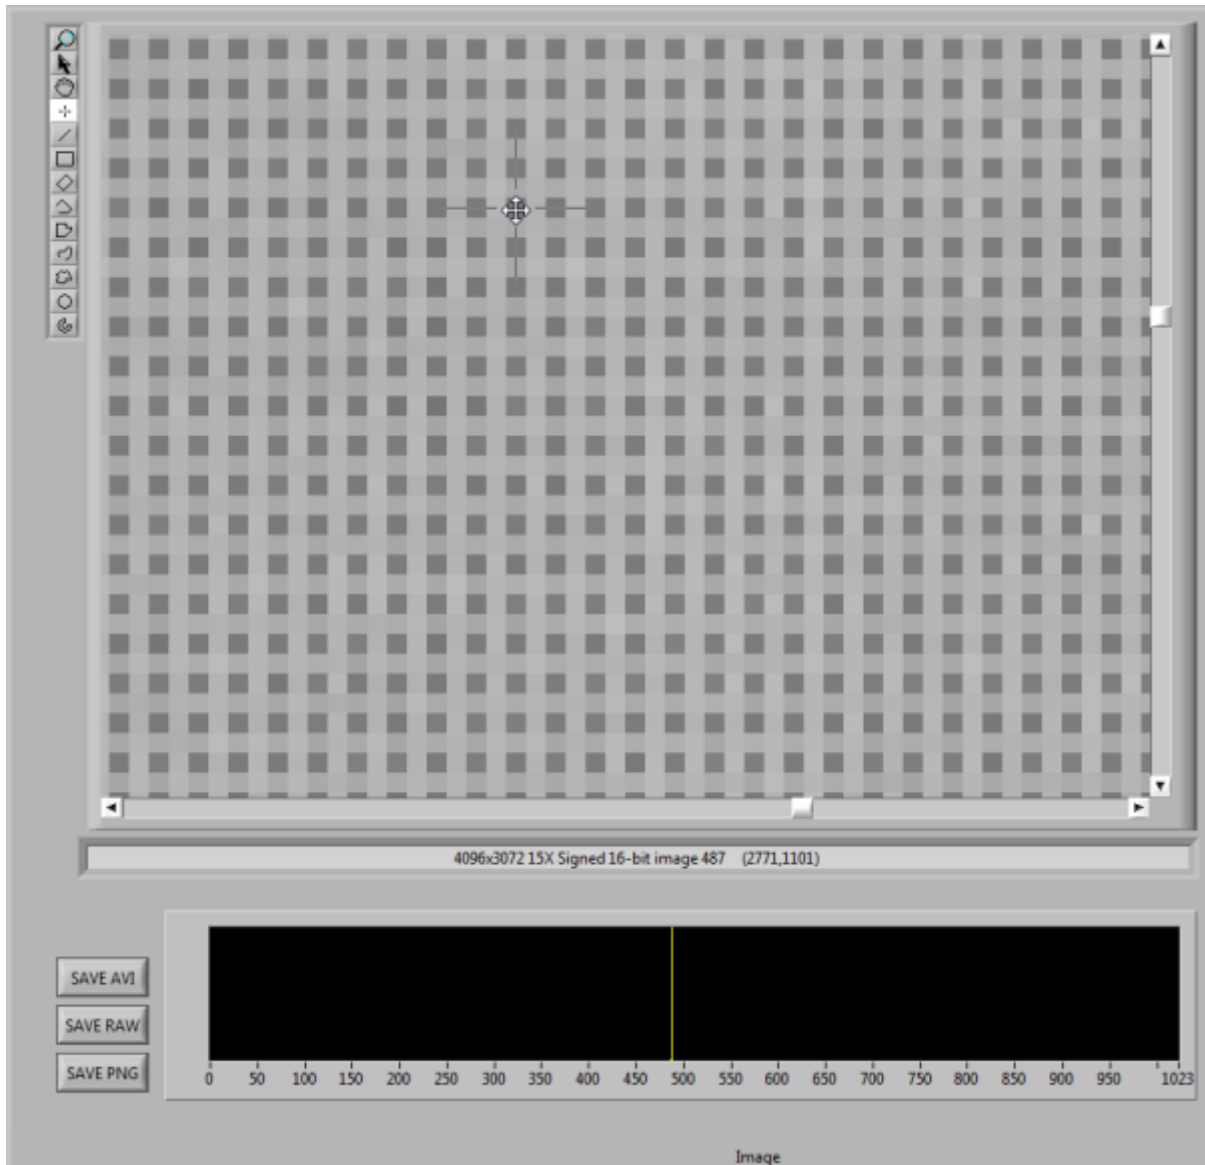 4096x3072 15X Signed 16-bit image 487 (2771,1101)
SAVE AVI
SAVE RAW
SAVE PNG
0 50 100 150 200 250 300 350 400 450 500 550 600 650 700 750 800 850 900 950 1023
Image